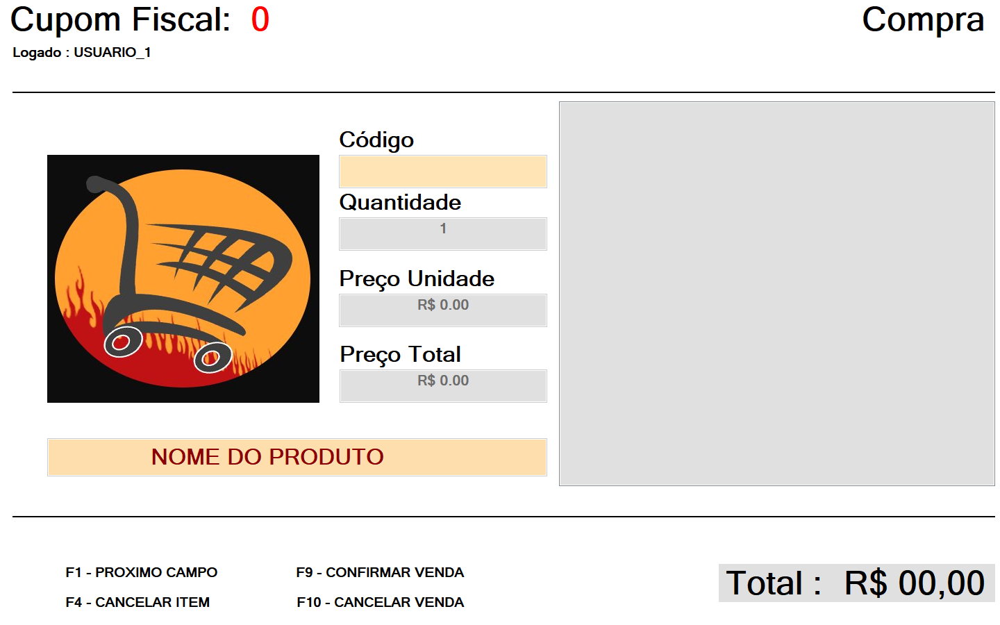 Cupom Fiscal: 0
Compra
Logado : USUARIO_1
Código
Quantidade
1
Preço Unidade
R$ 0.00
Preço Total
R$ 0.00
NOME DO PRODUTO
F1 - PROXIMO CAMPO
F9 - CONFIRMAR VENDA
F4 - CANCELAR ITEM
F10 - CANCELAR VENDA
Total : R$ 00,00